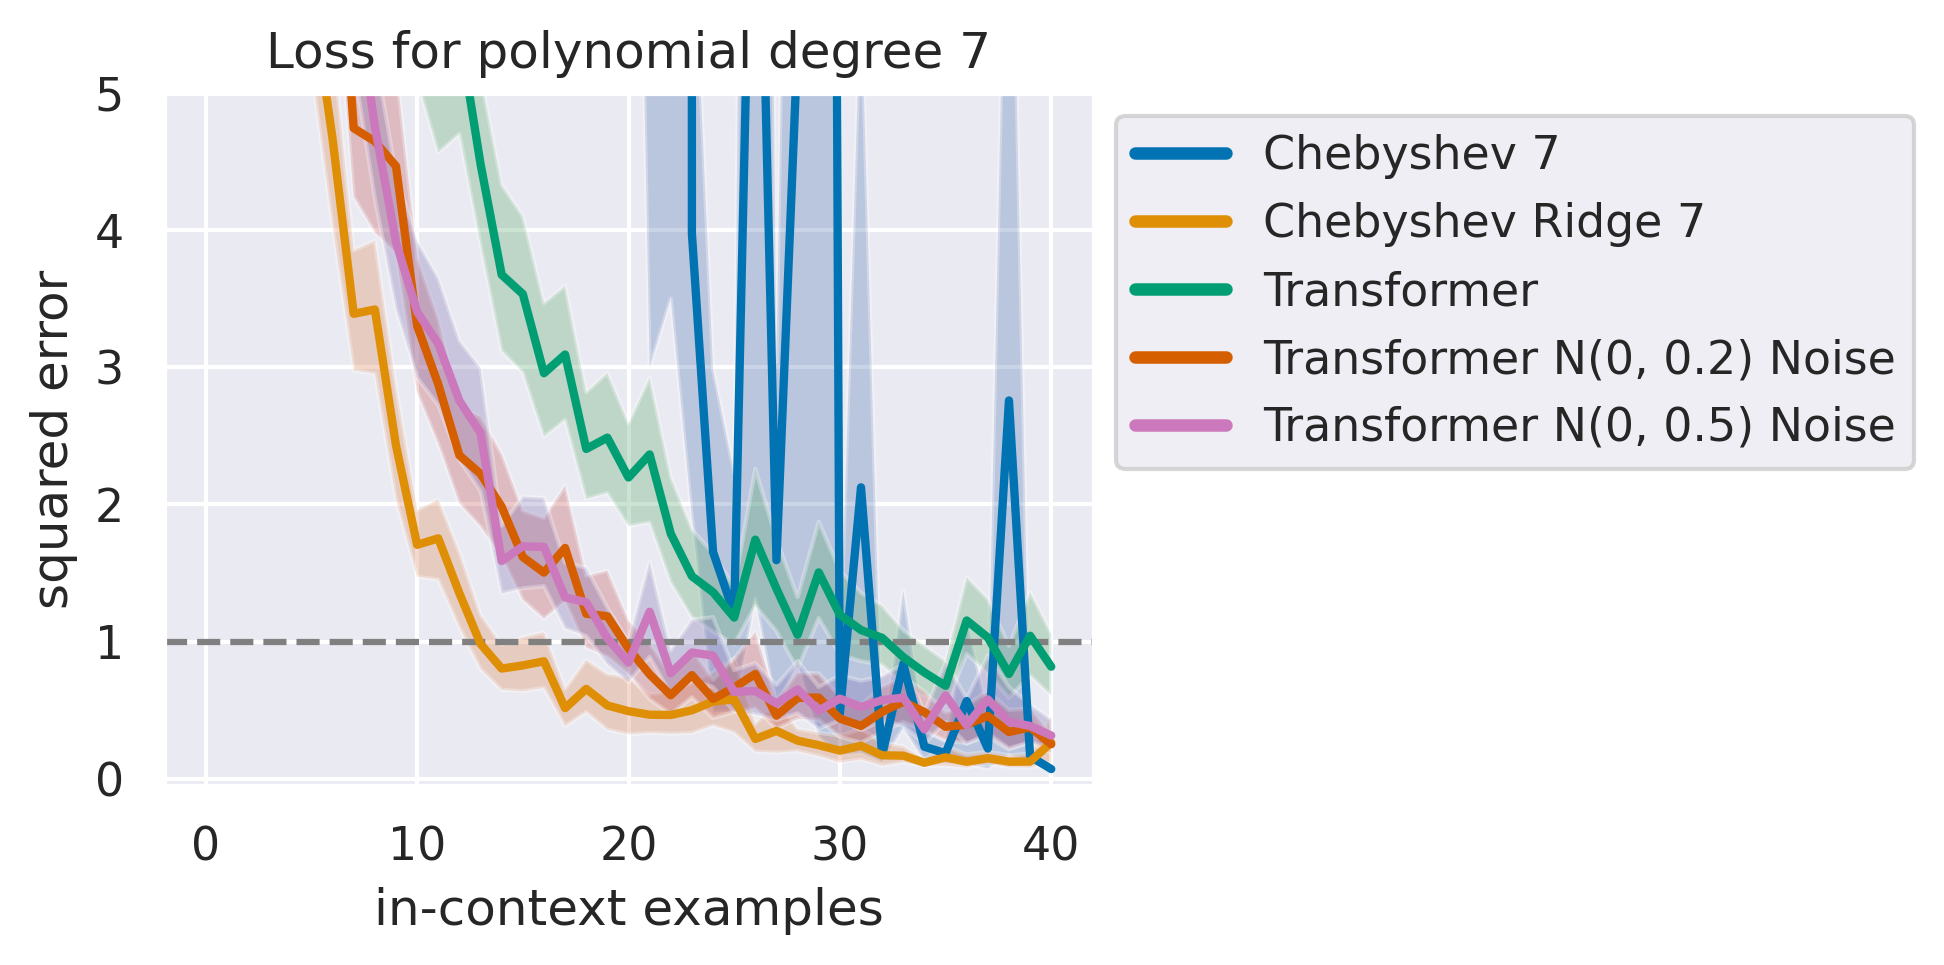 Loss for polynomial degree 7
5
4
3
2
1
0
squared error
0 10 20 30 40
in-context examples
Chebyshev 7
Chebyshev Ridge 7
Transformer
Transformer N(0, 0.2) Noise
Transformer N(0, 0.5) Noise